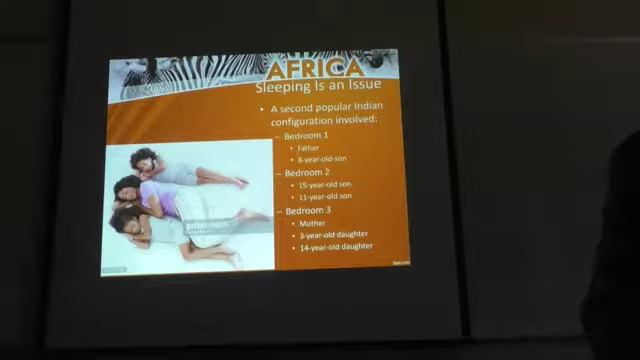 AFRICA
Sleeping Is an Issue
• A second popular Indian
configuration involved:
– Bedroom 1
• Father
• 8-year-old-son
– Bedroom 2
• 15-year-old son
• 11-year-old son
– Bedroom 3
• Mother
• 3-year-old daughter
• 14-year-old daughter